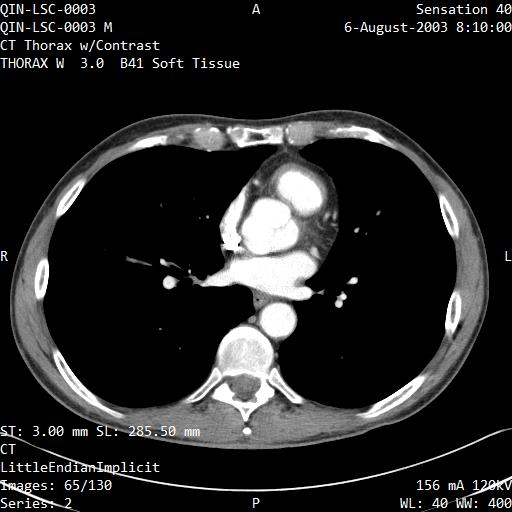 QIN-LSC-0003 A Sensation 40
QIN-LSC-0003 M 6-August-2003 8:10:00
CT Thorax w/Contrast
THORAX W 3.0 B41 Soft Tissue
R L
ST: 3.00 mm SL: 285.50 mm
CT
LittleEndianImplicit
Images: 65/130 156 mA 120kV
Series: 2 P WL: 40 WW: 400